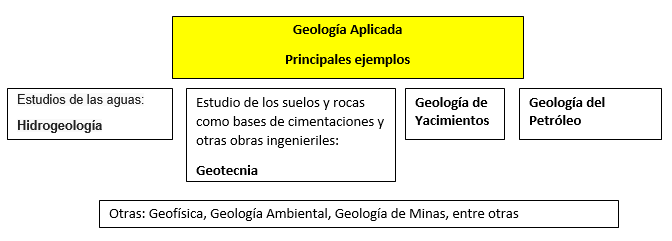 Geología Aplicada
Principales ejemplos
Estudios de las aguas:
Hidrogeología
Estudio de los suelos y rocas
como bases de cimentaciones y
otras obras ingenieriles:
Geotecnia
Geología de
Yacimientos
Geología del
Petróleo
Otras: Geofísica, Geología Ambiental, Geología de Minas, entre otras